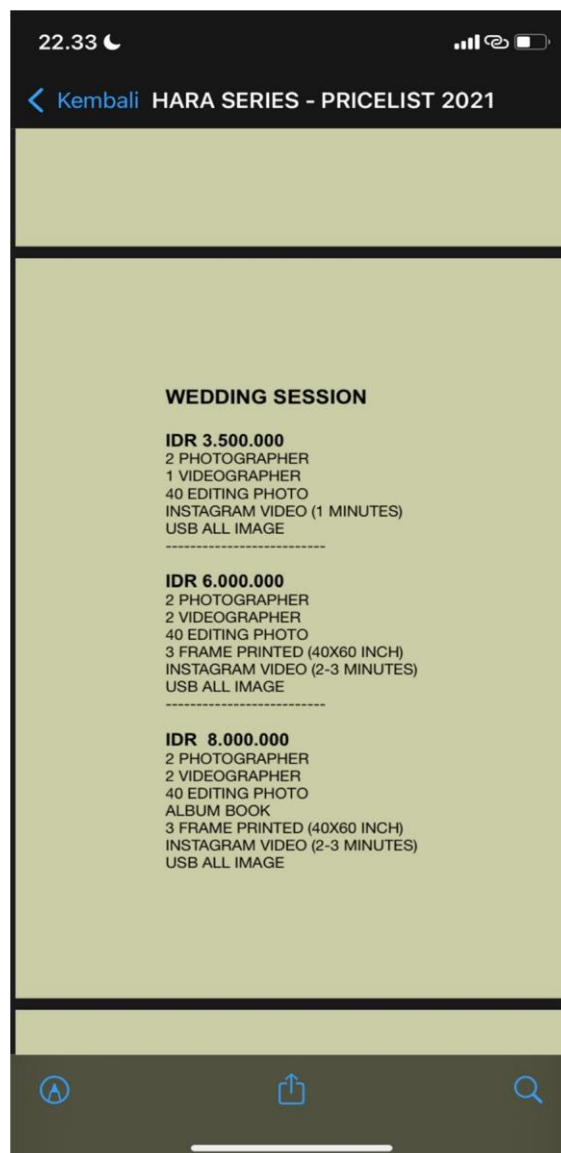 22.33
Kembali HARA SERIES - PRICELIST 2021
WEDDING SESSION
IDR 3.500.000
2 PHOTOGRAPHER
1 VIDEOGRAPHER
40 EDITING PHOTO
INSTAGRAM VIDEO (1 MINUTES)
USB ALL IMAGE
--------------------------
IDR 6.000.000
2 PHOTOGRAPHER
2 VIDEOGRAPHER
40 EDITING PHOTO
3 FRAME PRINTED (40X60 INCH)
INSTAGRAM VIDEO (2-3 MINUTES)
USB ALL IMAGE
--------------------------
IDR  8.000.000
2 PHOTOGRAPHER
2 VIDEOGRAPHER
40 EDITING PHOTO
ALBUM BOOK
3 FRAME PRINTED (40X60 INCH)
INSTAGRAM VIDEO (2-3 MINUTES)
USB ALL IMAGE